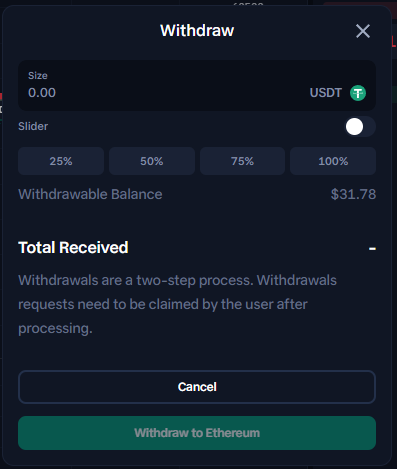 Withdraw
Size
0.00 USDT
Slider
25% 50% 75% 100%
Withdrawable Balance $31.78
Total Received -
Withdrawals are a two-step process. Withdrawals
requests need to be claimed by the user after
processing.
Cancel
Withdraw to Ethereum